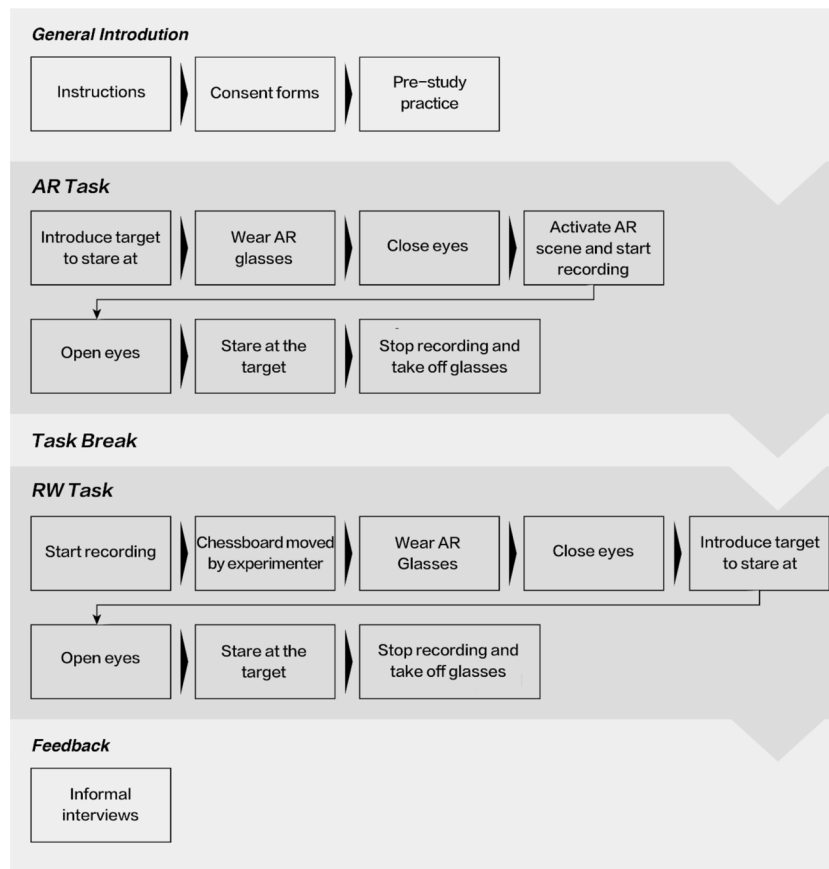 General Introdution
Instructions
Consent forms
Pre-study
practice
AR Task
Introduce target
to stare at
Wear AR
glasses
Close eyes
Activate AR
scene and start
recording
Open eyes
Stare at the
target
Stop recording and
take off glasses
Task Break
RW Task
Start recording
Chessboard moved
by experimenter
Wear AR
Glasses
Close eyes
Introduce target
to stare at
Open eyes
Stare at the
target
Stop recording and
take off glasses
Feedback
Informal
interviews